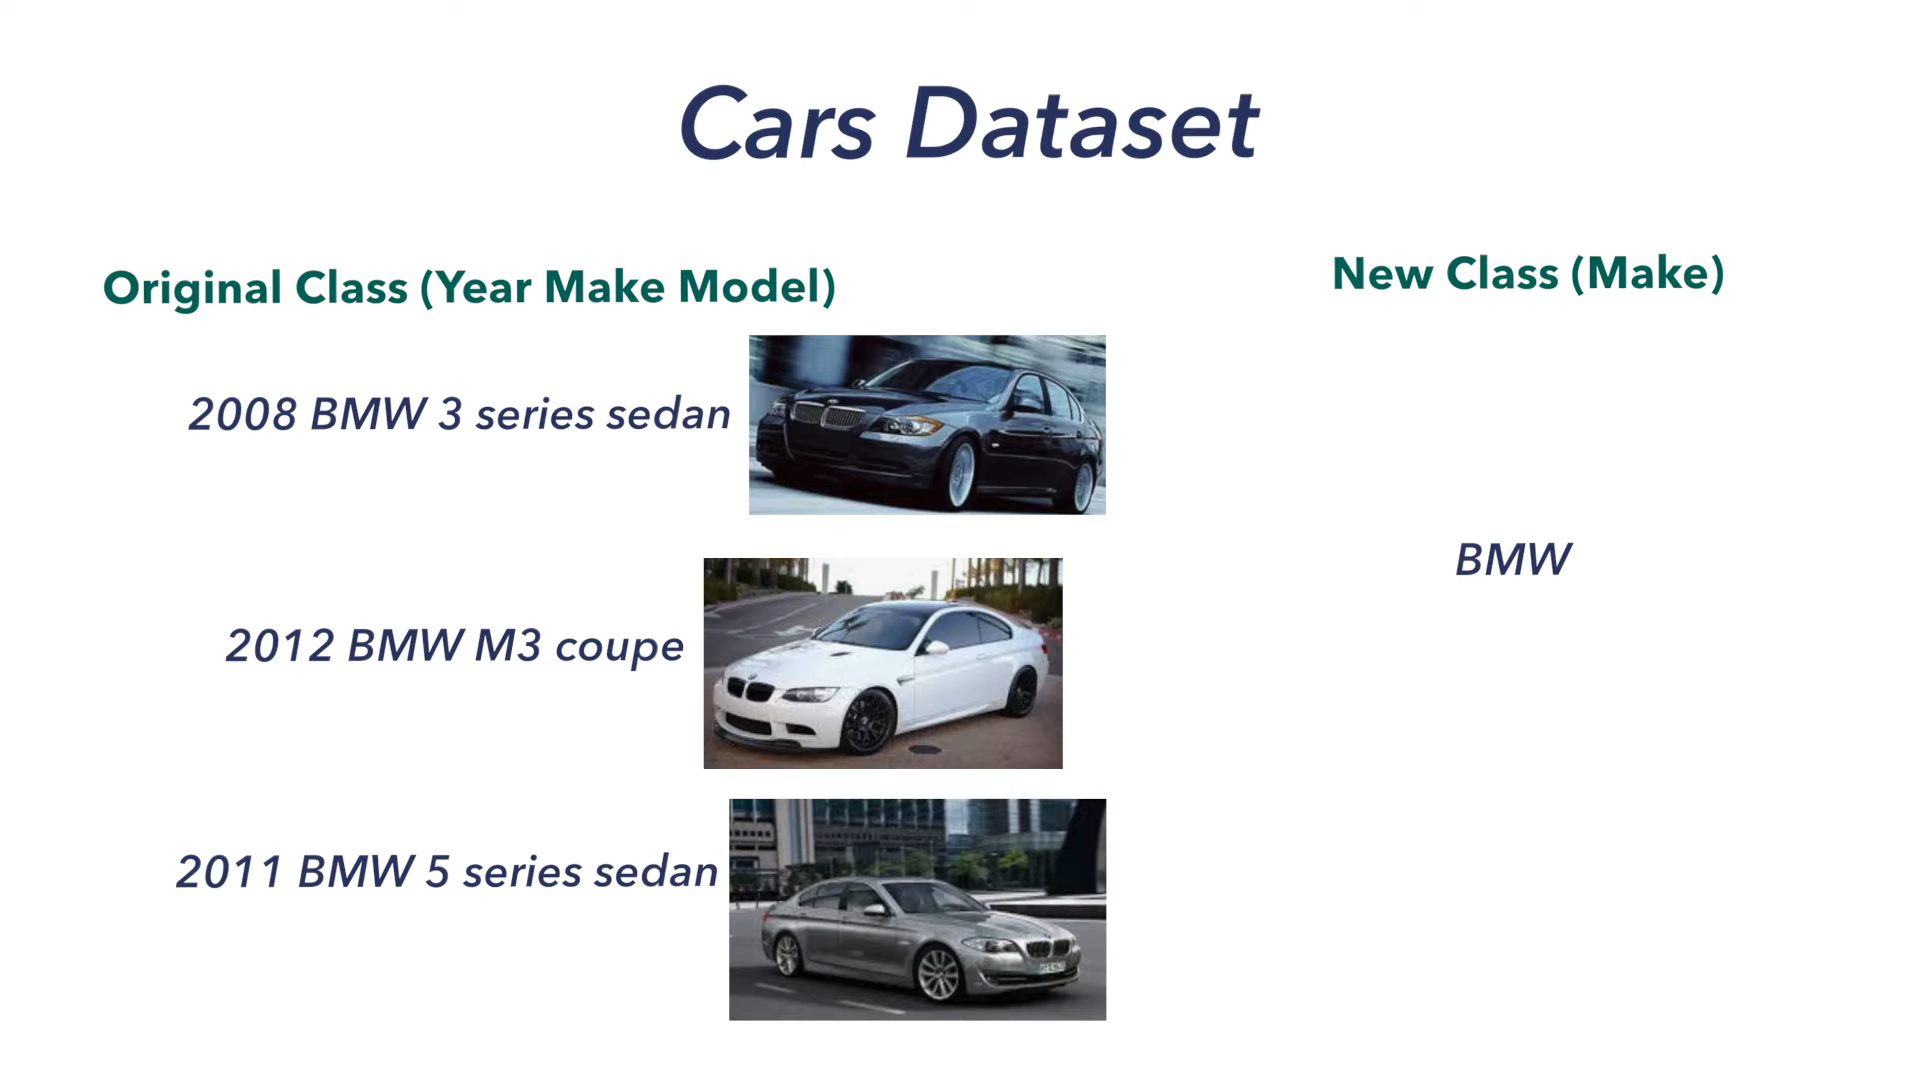 Cars Dataset
Original Class (Year Make Model)
New Class (Make)
2008 BMW 3 series sedan
BMW
2012 BMW M3 coupe
2011 BMW 5 series sedan